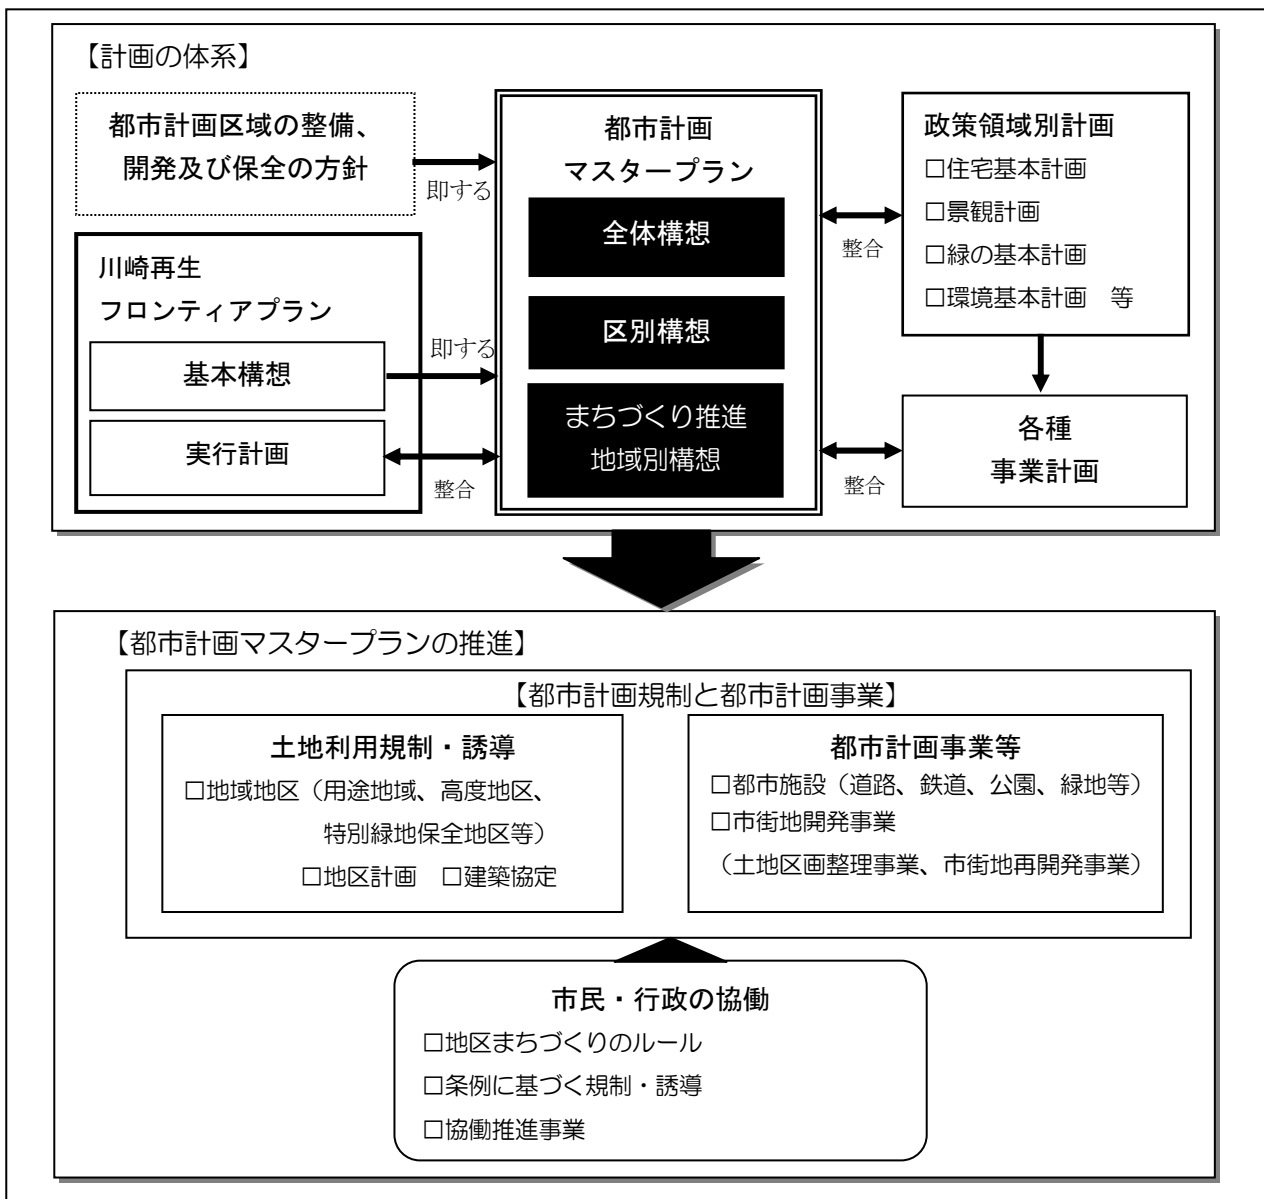 【計画の体系】
都市計画区域の整備、
開発及び保全の方針
即する
川崎再生
フロンティアプラン
基本構想
即する
実行計画
整合
都市計画
マスタープラン
全体構想
区別構想
まちづくり推進
地域別構想
整合
政策領域別計画
□住宅基本計画
□景観計画
□緑の基本計画
□環境基本計画　等
整合
各種
事業計画
【都市計画マスタープランの推進】
【都市計画規制と都市計画事業】
土地利用規制・誘導
□地域地区（用途地域、高度地区、
特別緑地保全地区等）
□地区計画　□建築協定
都市計画事業等
□都市施設（道路、鉄道、公園、緑地等）
□市街地開発事業
（土地区画整理事業、市街地再開発事業）
市民・行政の協働
□地区まちづくりのルール
□条例に基づく規制・誘導
□協働推進事業